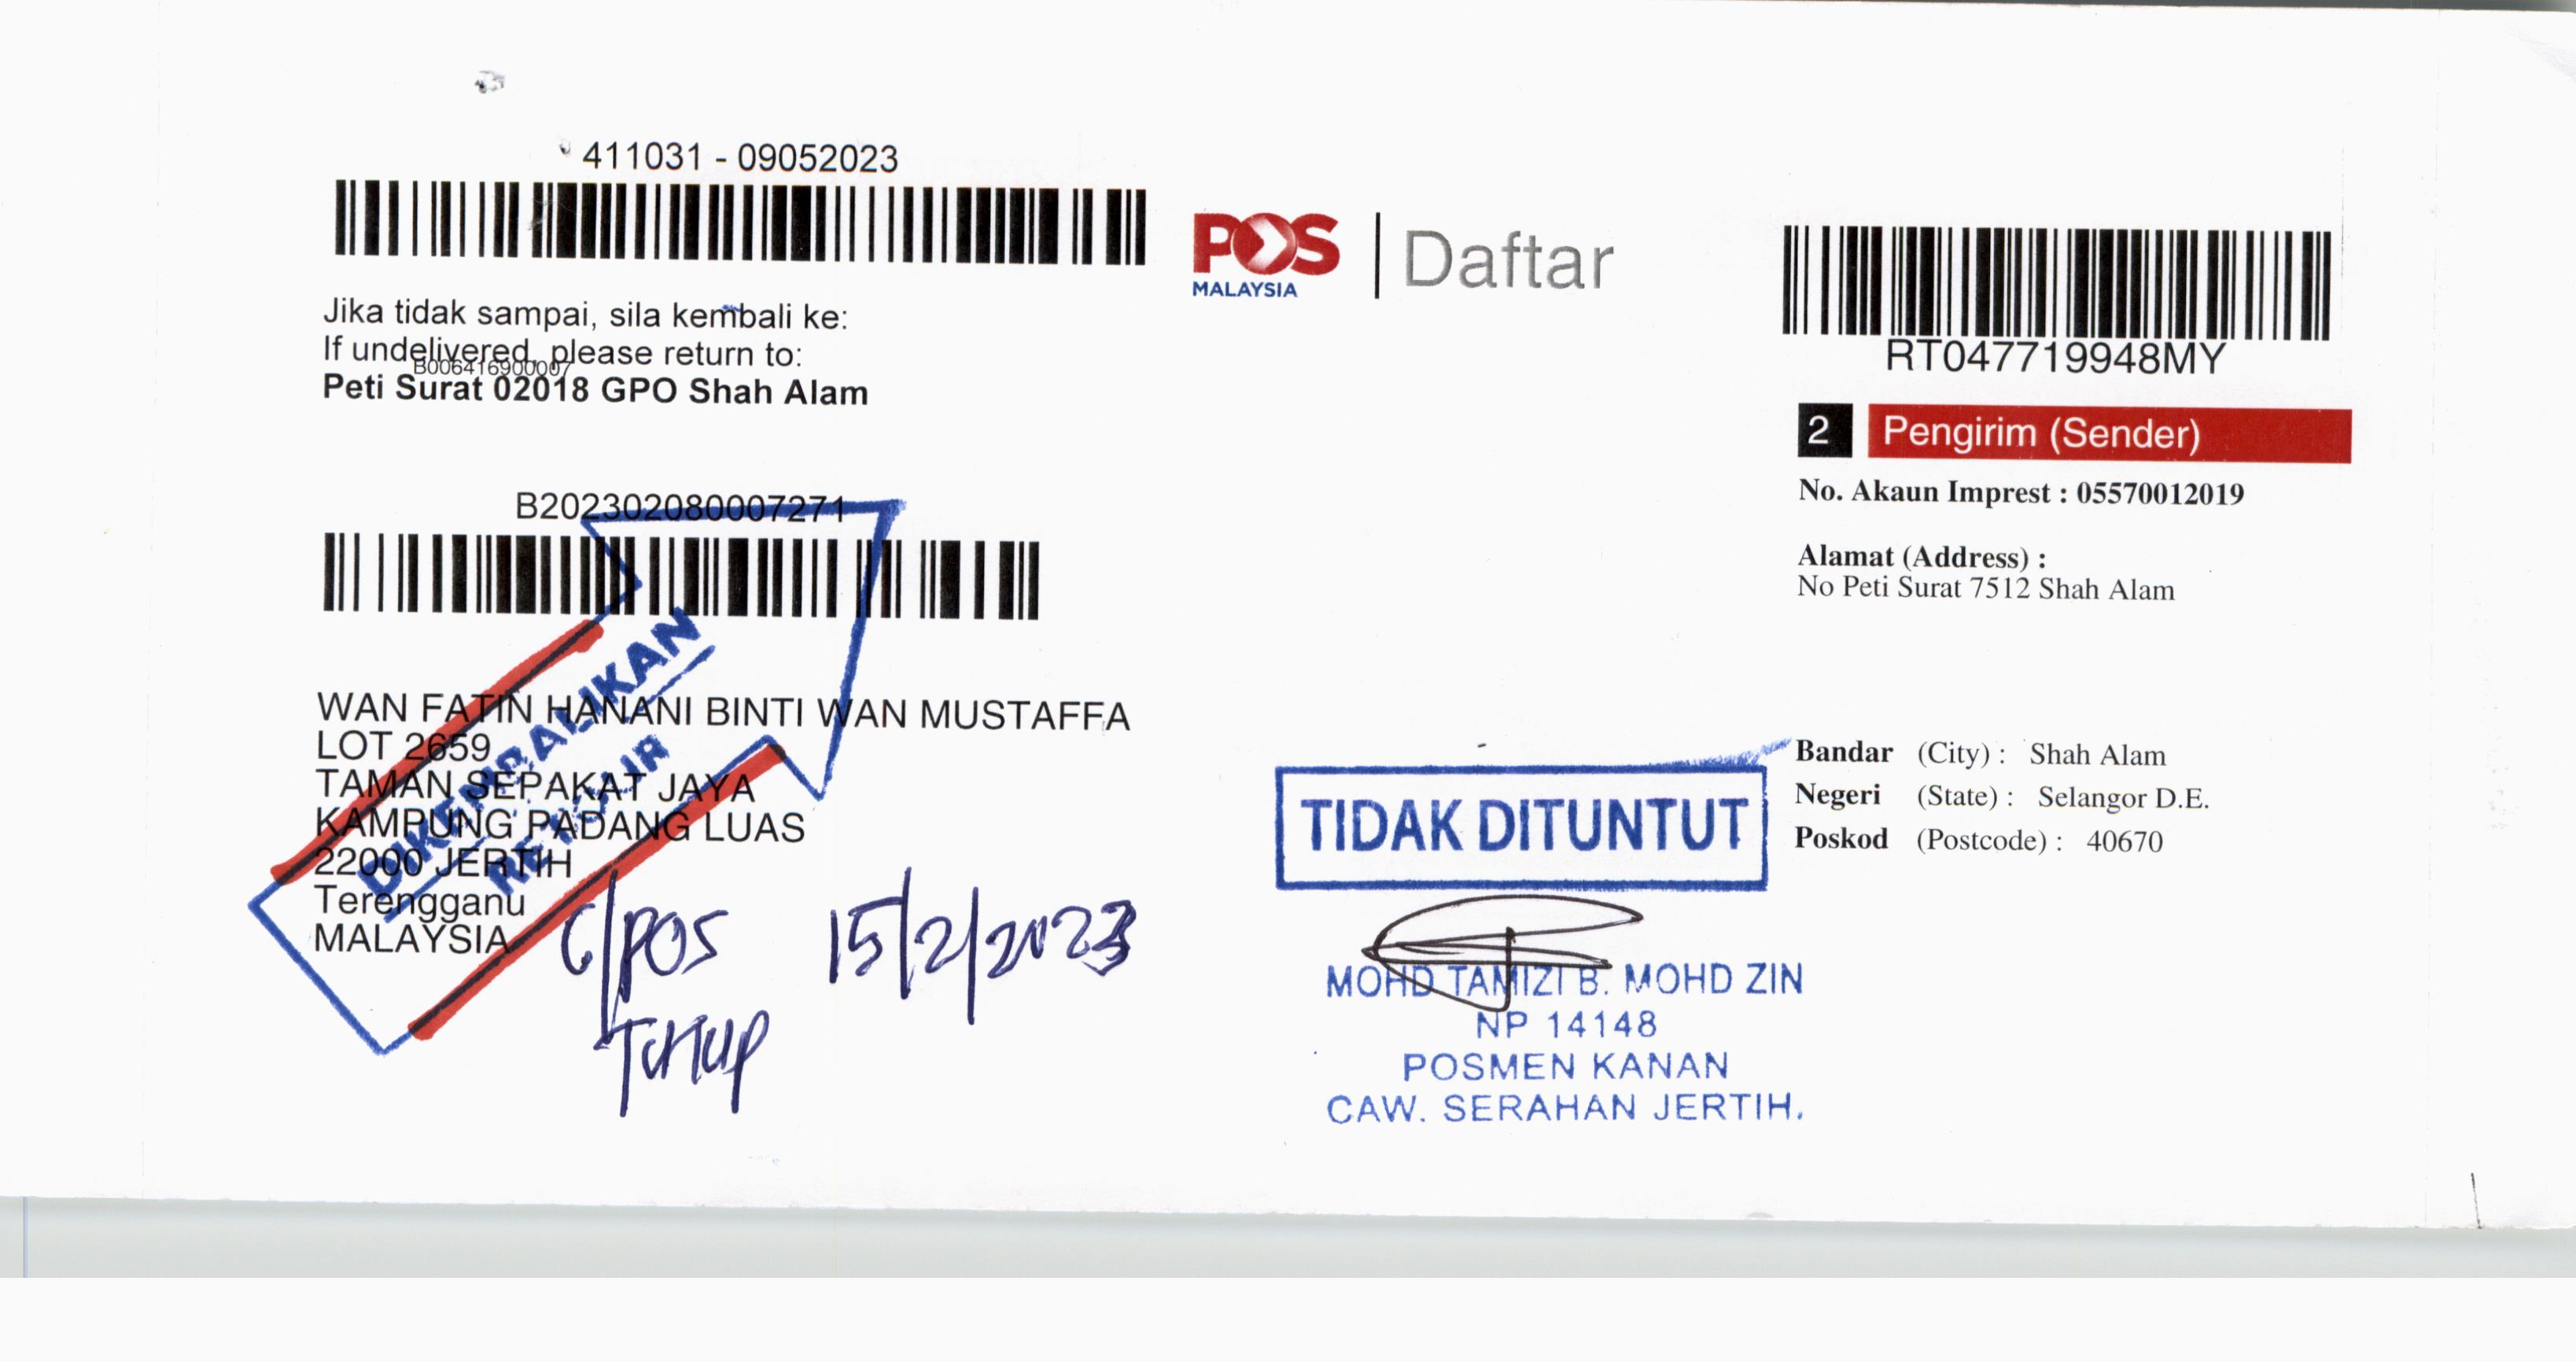 411031 - 09052023
Jika tidak sampai, sila kembali ke:
If undelivered, please return to:
B006416900007
Peti Surat 02018 GPO Shah Alam
B202302080007271
WAN FATIN HANANI BINTI WAN MUSTAFFA
LOT 2659
TAMAN SEPAKAT JAYA
KAMPUNG PADANG LUAS
22000 JERTIH
Terengganu
MALAYSIA
DIKEMBALIKAN
RETOUR
C/POS 15/2/2023
POS MALAYSIA | Daftar
RT047719948MY
2 Pengirim (Sender)
No. Akaun Imprest : 05570012019
Alamat (Address) :
No Peti Surat 7512 Shah Alam
Bandar (City) : Shah Alam
Negeri (State) : Selangor D.E.
Poskod (Postcode) : 40670
TIDAK DITUNTUT
MOHD TAMIZI B. MOHD ZIN
NP 14148
POSMEN KANAN
CAW. SERAHAN JERTIH.